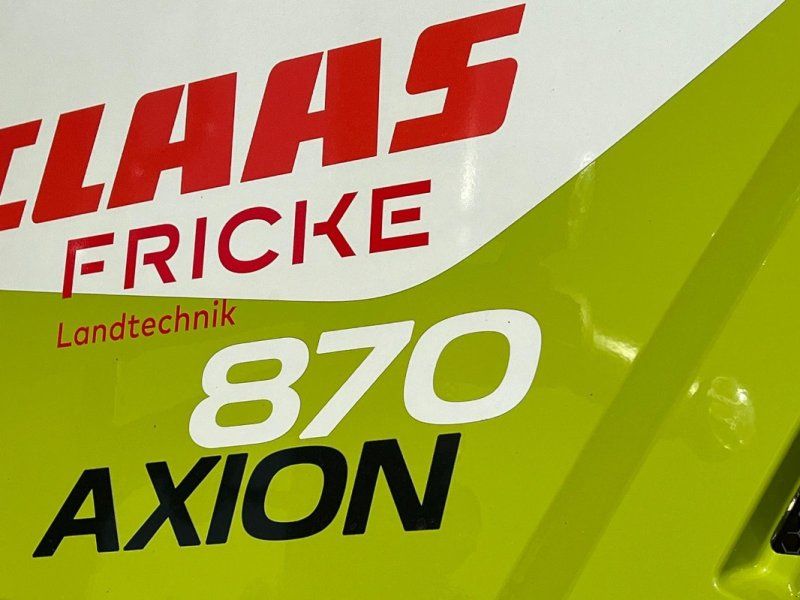 CLAAS
FRICKE
Landtechnik
870
AXION